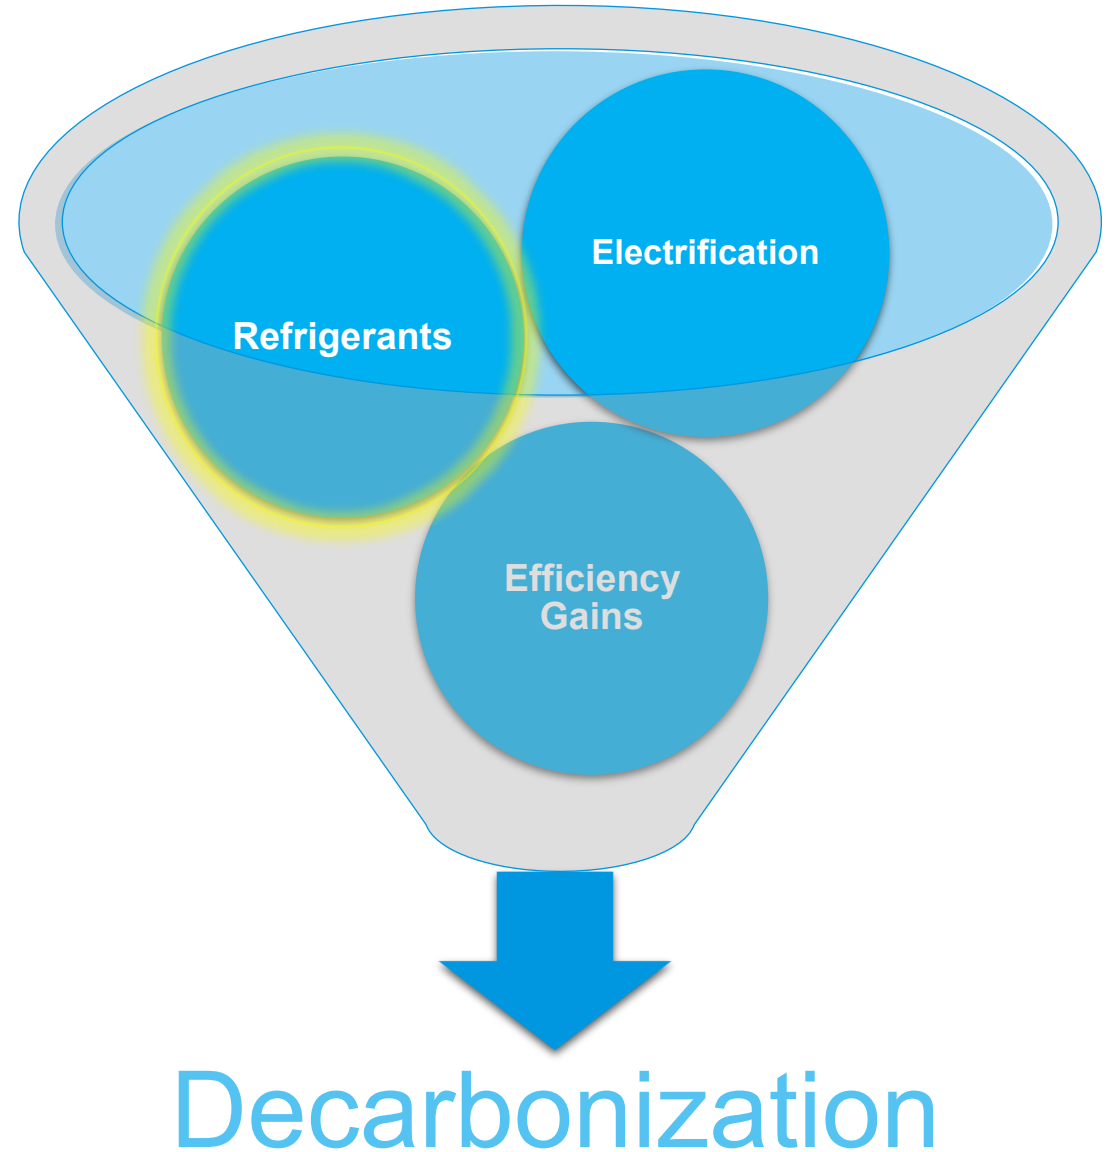 Electrification
Refrigerants
Efficiency
Gains
Decarbonization